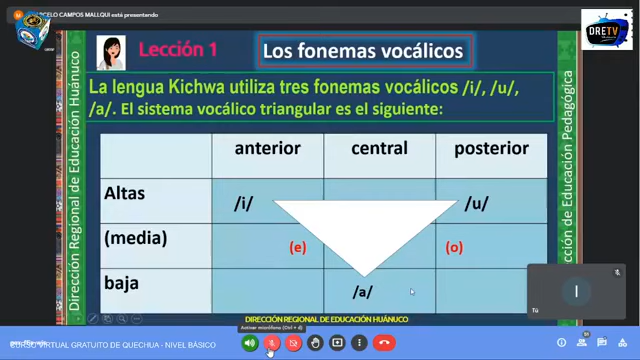 RCELO CAMPOS MALLQUI está presentando
DRETV
Lección 1
Los fonemas vocálicos
Dirección Regional de Educación Huánuco
La lengua Kichwa utiliza tres fonemas vocálicos /i/, /u/,
/a/. El sistema vocálico triangular es el siguiente:
anterior central posterior
Altas /i/ /u/
(media) (e) (o)
baja /a/
de Educación Pedagógica
I
Tú
DIRECCIÓN REGIONAL DE EDUCACIÓN HUÁNUCO
Activar micrófono (Ctrl + d)
VIRTUAL GRATUITO DE QUECHUA - NIVEL BÁSICO